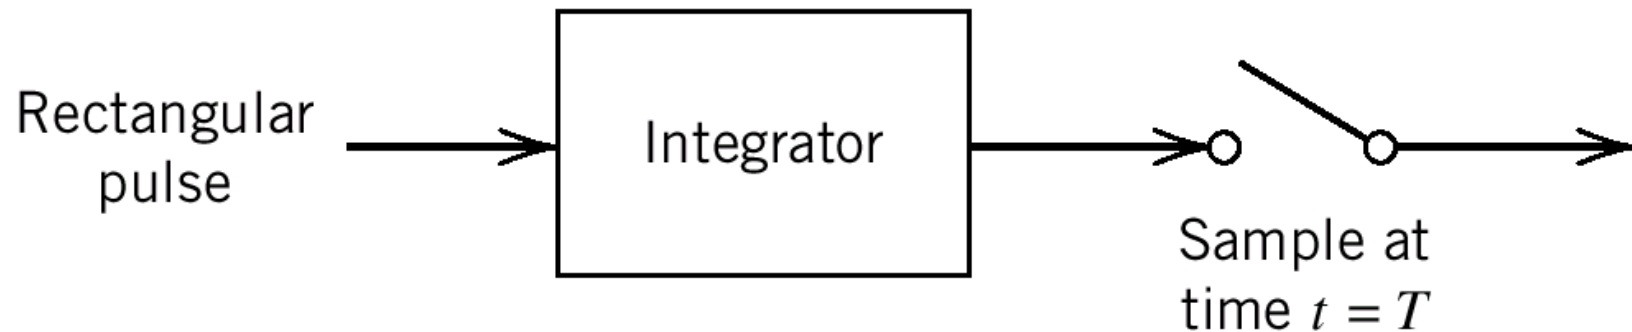 Rectangular
pulse
Integrator
Sample at
time t = T